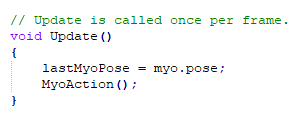 // Update is called once per frame.
void Update()
{
    lastMyoPose = myo.pose;
    MyoAction();
}